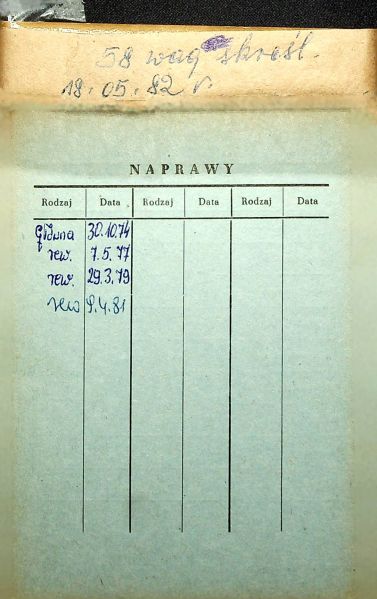 58 wag skreśl.
18.05.82 r.
NAPRAWY
Rodzaj Data Rodzaj Data Rodzaj Data
Główna 30.10.74
rew. 7.5.77
rew. 29.3.79
rew 9.4.81